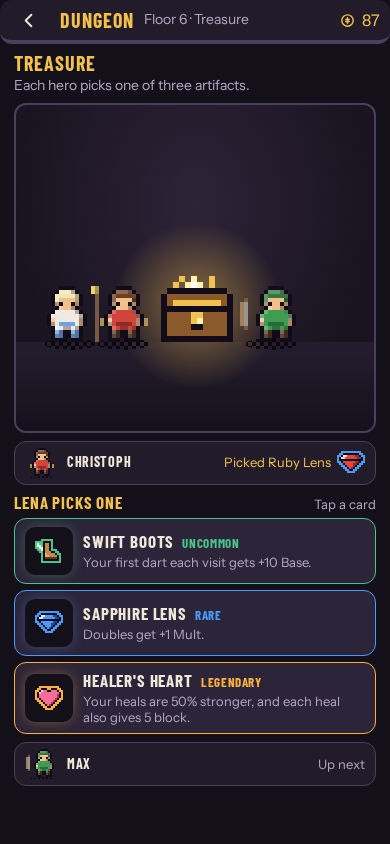 DUNGEON Floor 6 · Treasure 87
TREASURE
Each hero picks one of three artifacts.
CHRISTOPH Picked Ruby Lens
LENA PICKS ONE Tap a card
SWIFT BOOTS UNCOMMON
Your first dart each visit gets +10 Base.
SAPPHIRE LENS RARE
Doubles get +1 Mult.
HEALER'S HEART LEGENDARY
Your heals are 50% stronger, and each heal
also gives 5 block.
MAX Up next